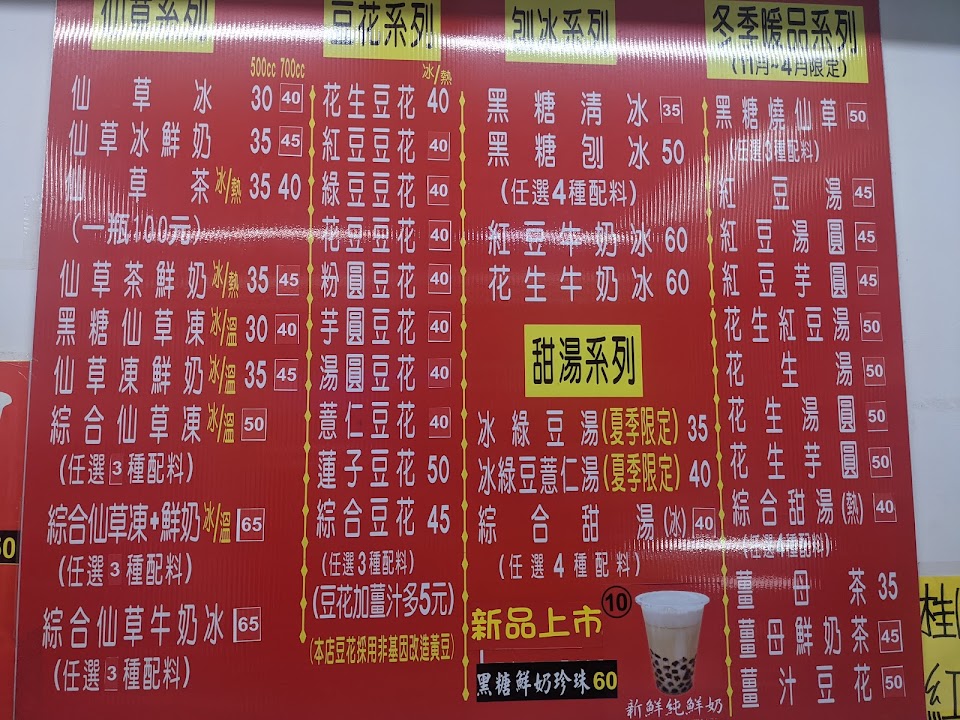 仙草系列
500cc 700cc
仙草冰 30 40
仙草冰鮮奶 35 45
仙草茶 冰/熱 35 40
(一瓶100元)
仙草茶鮮奶 冰/熱 35 45
黑糖仙草凍 冰/溫 30 40
仙草凍鮮奶 冰/溫 35 45
綜合仙草凍 冰/溫 50
(任選3種配料)
綜合仙草凍+鮮奶 冰/溫 65
(任選3種配料)
綜合仙草牛奶冰 65
(任選3種配料)
豆花系列
冰/熱
花生豆花 40
紅豆豆花 40
綠豆豆花 40
花豆豆花 40
粉圓豆花 40
芋圓豆花 40
湯圓豆花 40
薏仁豆花 40
蓮子豆花 50
綜合豆花 45
(任選3種配料)
(豆花加薑汁多5元)
(本店豆花採用非基因改造黃豆)
刨冰系列
黑糖清冰 35
黑糖刨冰 50
(任選4種配料)
紅豆牛奶冰 60
花生牛奶冰 60
甜湯系列
冰綠豆湯(夏季限定) 35
冰綠豆薏仁湯(夏季限定) 40
綜合甜湯(冰) 40
(任選4種配料)
新品上市
10
黑糖鮮奶珍珠60
新鮮純鮮奶
冬季暖品系列
(11月~4月限定)
黑糖燒仙草 50
(任選3種配料)
紅豆湯 45
紅豆湯圓 45
紅豆芋圓 45
花生紅豆湯 50
花生湯 50
花生湯圓 50
花生芋圓 50
綜合甜湯(熱) 40
(任選4種配料)
薑母茶 35
薑母鮮奶茶 45
薑汁豆花 50
桂
紅